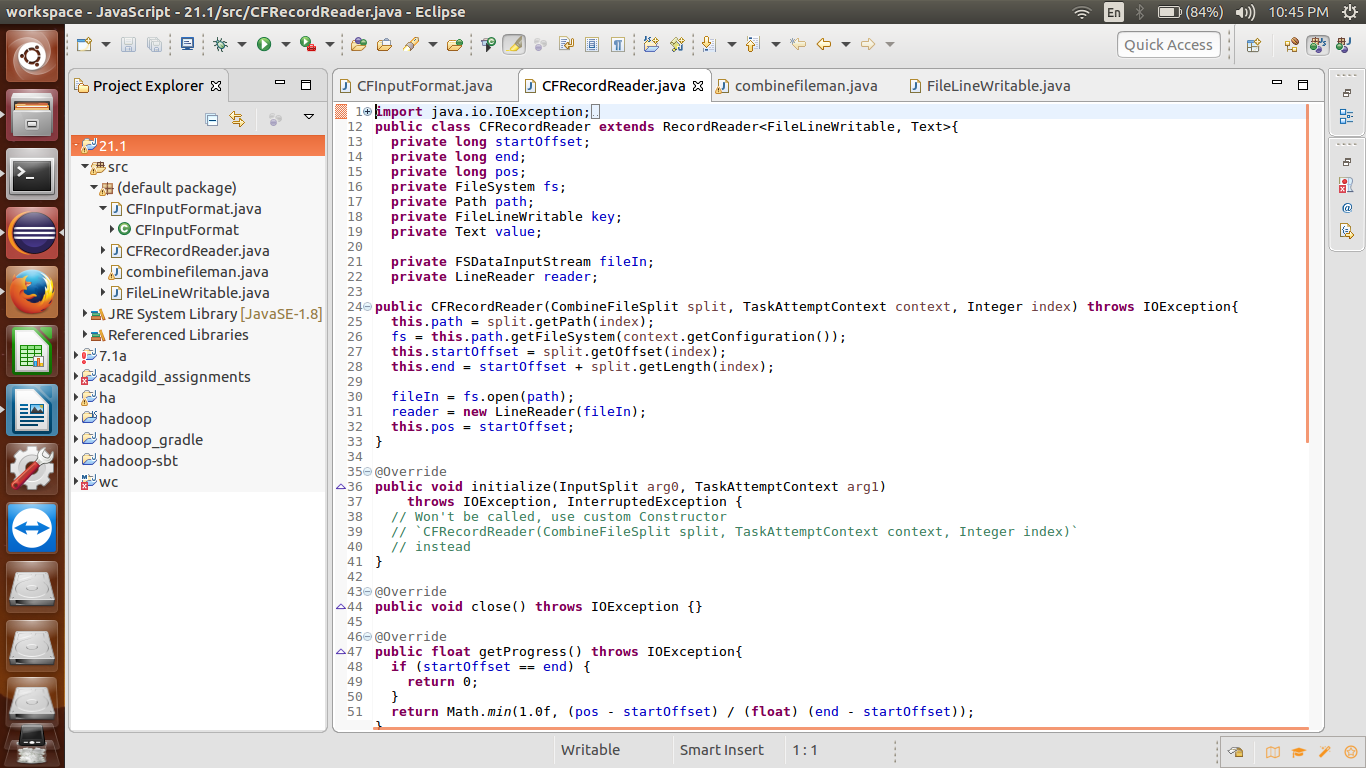 workspace - JavaScript - 21.1/src/CFRecordReader.java - Eclipse
En
(84%)
10:45 PM
Quick Access
Project Explorer
21.1
src
(default package)
CFInputFormat.java
CFInputFormat
CFRecordReader.java
combinefileman.java
FileLineWritable.java
JRE System Library [JavaSE-1.8]
Referenced Libraries
7.1a
acadgild_assignments
ha
hadoop
hadoop_gradle
hadoop-sbt
wc
CFInputFormat.java
CFRecordReader.java
combinefileman.java
FileLineWritable.java
1 import java.io.IOException;
12 public class CFRecordReader extends RecordReader<FileLineWritable, Text>{
13 private long startOffset;
14 private long end;
15 private long pos;
16 private FileSystem fs;
17 private Path path;
18 private FileLineWritable key;
19 private Text value;
20
21 private FSDataInputStream fileIn;
22 private LineReader reader;
23
24 public CFRecordReader(CombineFileSplit split, TaskAttemptContext context, Integer index) throws IOException{
25 this.path = split.getPath(index);
26 fs = this.path.getFileSystem(context.getConfiguration());
27 this.startOffset = split.getOffset(index);
28 this.end = startOffset + split.getLength(index);
29
30 fileIn = fs.open(path);
31 reader = new LineReader(fileIn);
32 this.pos = startOffset;
33 }
34
35 @Override
36 public void initialize(InputSplit arg0, TaskAttemptContext arg1)
37 throws IOException, InterruptedException {
38 // Won't be called, use custom Constructor
39 // `CFRecordReader(CombineFileSplit split, TaskAttemptContext context, Integer index)`
40 // instead
41 }
42
43 @Override
44 public void close() throws IOException {}
45
46 @Override
47 public float getProgress() throws IOException{
48 if (startOffset == end) {
49 return 0;
50 }
51 return Math.min(1.0f, (pos - startOffset) / (float) (end - startOffset));
}
Writable
Smart Insert
1 : 1